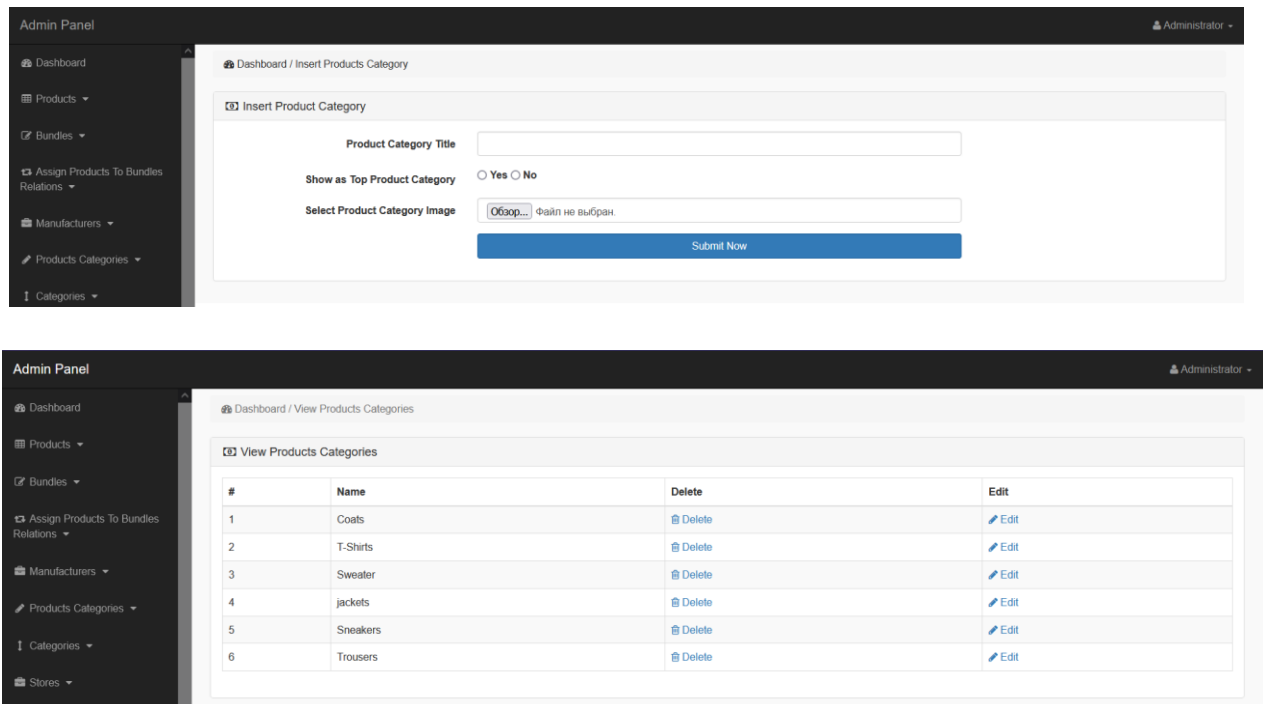 Admin Panel
Administrator
Dashboard
Products
Bundles
Assign Products To Bundles
Relations
Manufacturers
Products Categories
Categories
Dashboard / Insert Products Category
Insert Product Category
Product Category Title
Show as Top Product Category
Yes No
Select Product Category Image
Обзор... Файл не выбран.
Submit Now
Admin Panel
Administrator
Dashboard
Products
Bundles
Assign Products To Bundles
Relations
Manufacturers
Products Categories
Categories
Stores
Dashboard / View Products Categories
View Products Categories
# Name Delete Edit
1 Coats Delete Edit
2 T-Shirts Delete Edit
3 Sweater Delete Edit
4 jackets Delete Edit
5 Sneakers Delete Edit
6 Trousers Delete Edit